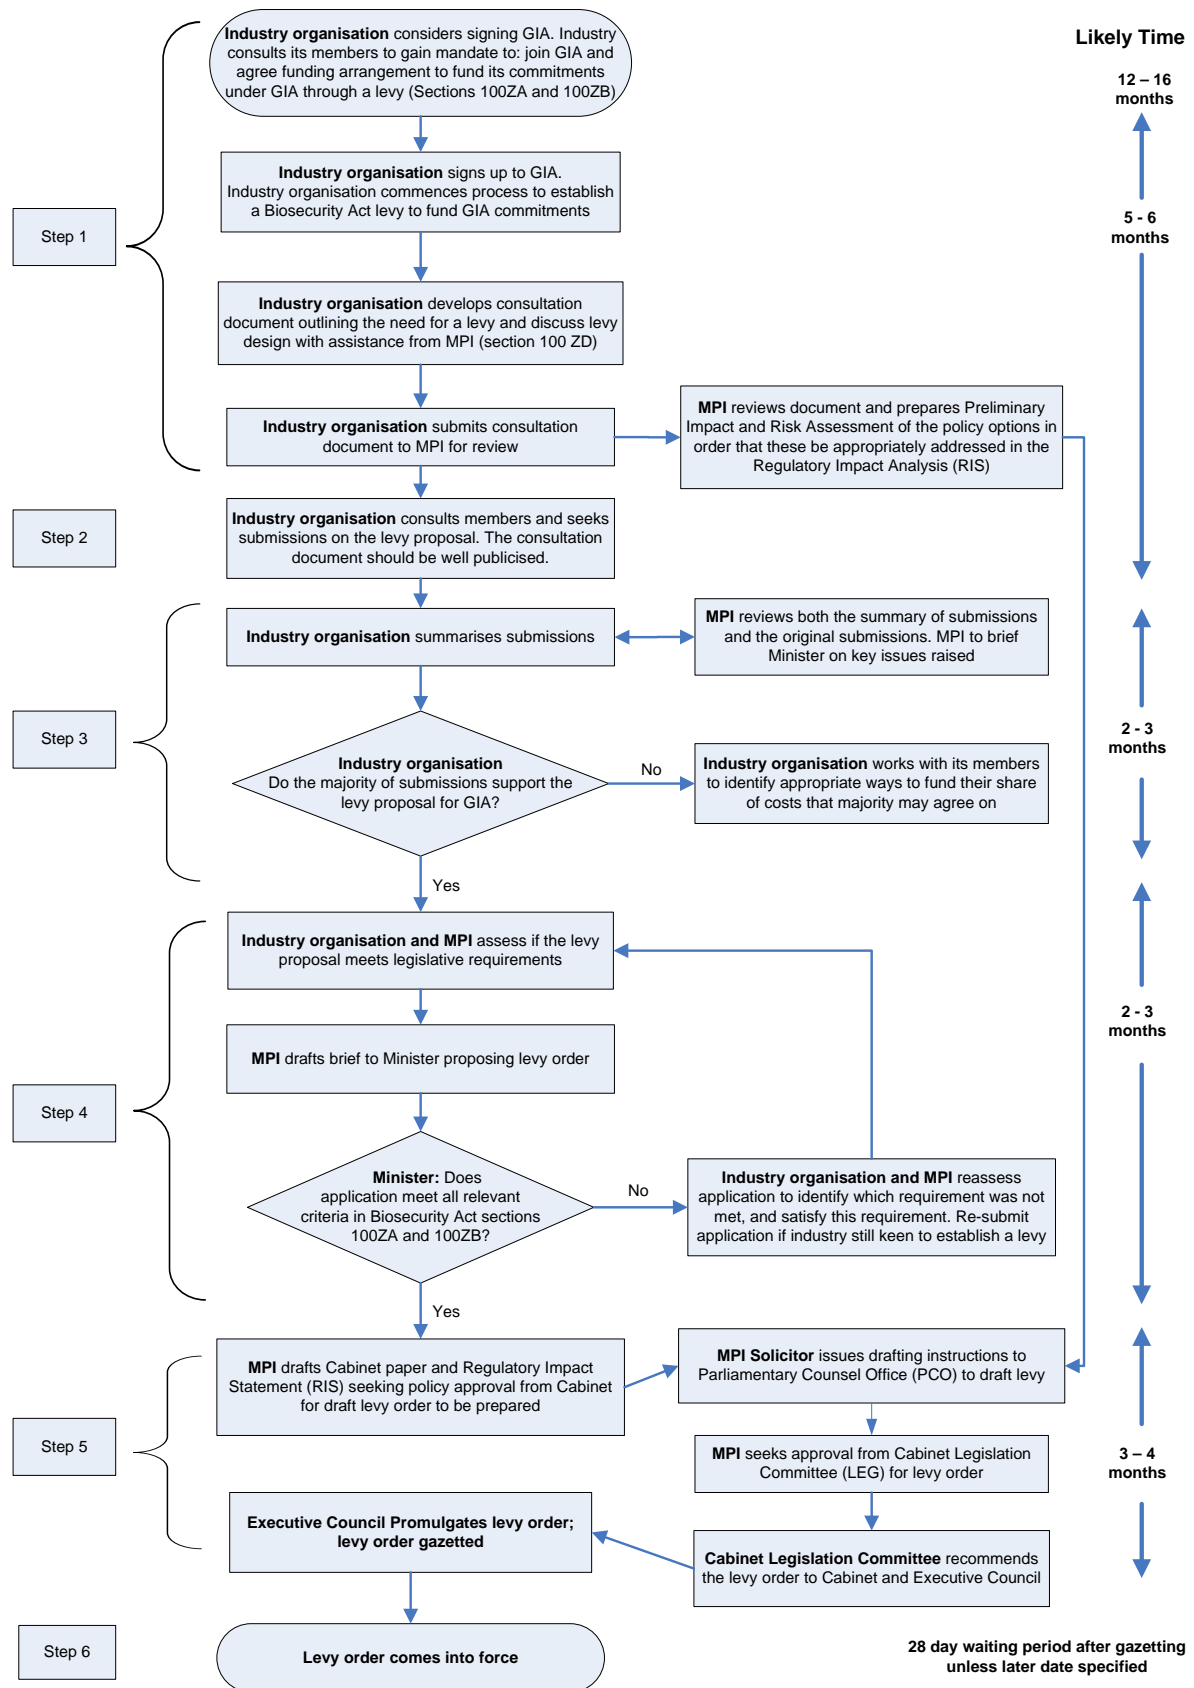 Industry organisation considers signing GIA. Industry
consults its members to gain mandate to: join GIA and
agree funding arrangement to fund its commitments
under GIA through a levy (Sections 100ZA and 100ZB)
Likely Time
12 – 16
months
Industry organisation signs up to GIA.
Industry organisation commences process to establish
a Biosecurity Act levy to fund GIA commitments
Step 1
5 - 6
months
Industry organisation develops consultation
document outlining the need for a levy and discuss levy
design with assistance from MPI (section 100 ZD)
Industry organisation submits consultation
document to MPI for review
MPI reviews document and prepares Preliminary
Impact and Risk Assessment of the policy options in
order that these be appropriately addressed in the
Regulatory Impact Analysis (RIS)
Step 2
Industry organisation consults members and seeks
submissions on the levy proposal. The consultation
document should be well publicised.
Industry organisation summarises submissions
MPI reviews both the summary of submissions
and the original submissions. MPI to brief
Minister on key issues raised
Step 3
Industry organisation
Do the majority of submissions support the
levy proposal for GIA?
No
Industry organisation works with its members
to identify appropriate ways to fund their share
of costs that majority may agree on
2 - 3
months
Yes
Industry organisation and MPI assess if the levy
proposal meets legislative requirements
2 - 3
months
MPI drafts brief to Minister proposing levy order
Step 4
Minister: Does
application meet all relevant
criteria in Biosecurity Act sections
100ZA and 100ZB?
No
Industry organisation and MPI reassess
application to identify which requirement was not
met, and satisfy this requirement. Re-submit
application if industry still keen to establish a levy
Yes
MPI drafts Cabinet paper and Regulatory Impact
Statement (RIS) seeking policy approval from Cabinet
for draft levy order to be prepared
MPI Solicitor issues drafting instructions to
Parliamentary Counsel Office (PCO) to draft levy
Step 5
MPI seeks approval from Cabinet Legislation
Committee (LEG) for levy order
3 – 4
months
Executive Council Promulgates levy order;
levy order gazetted
Cabinet Legislation Committee recommends
the levy order to Cabinet and Executive Council
Step 6
Levy order comes into force
28 day waiting period after gazetting
unless later date specified